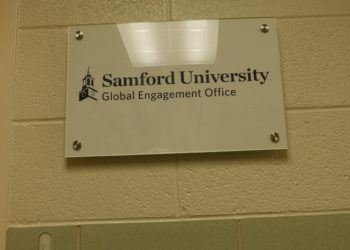 Samford University
Global Engagement Office